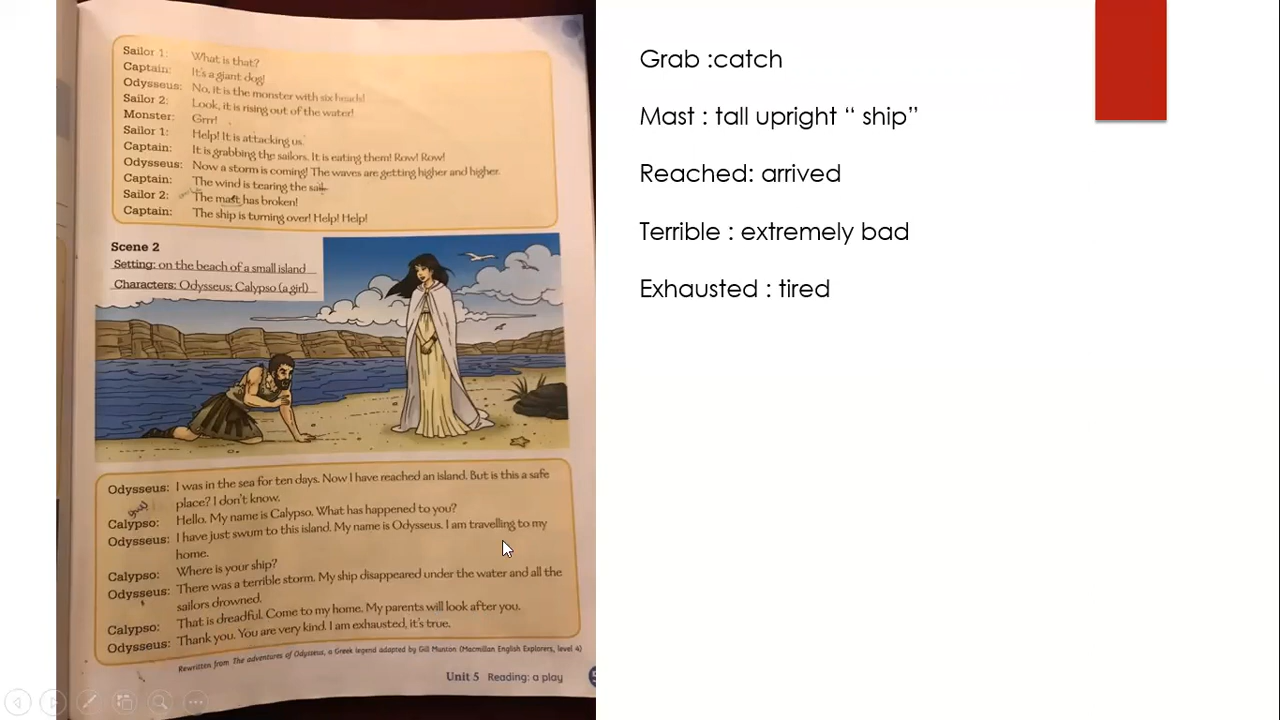 Sailor 1: What is that?
Captain: It's a giant dog!
Odysseus: No, it is the monster with six heads!
Sailor 2: Look, it is rising out of the water!
Monster: Grrr!
Sailor 1: Help! It is attacking us.
Captain: It is grabbing the sailors. It is eating them! Row! Row!
Odysseus: Now a storm is coming! The waves are getting higher and higher.
Captain: The wind is tearing the sail.
Sailor 2: The mast has broken!
Captain: The ship is turning over! Help! Help!
Scene 2
Setting: on the beach of a small island
Characters: Odysseus; Calypso (a girl)
Odysseus: I was in the sea for ten days. Now I have reached an island. But is this a safe
place? I don't know.
Calypso: Hello. My name is Calypso. What has happened to you?
Odysseus: I have just swum to this island. My name is Odysseus. I am travelling to my
home.
Calypso: Where is your ship?
Odysseus: There was a terrible storm. My ship disappeared under the water and all the
sailors drowned.
Calypso: That is dreadful. Come to my home. My parents will look after you.
Odysseus: Thank you. You are very kind. I am exhausted, it's true.
Rewritten from The adventures of Odysseus, a Greek legend adapted by Gill Munton (Macmillan English Explorers, level 4)
Unit 5 Reading: a play
Grab :catch
Mast : tall upright “ ship”
Reached: arrived
Terrible : extremely bad
Exhausted : tired